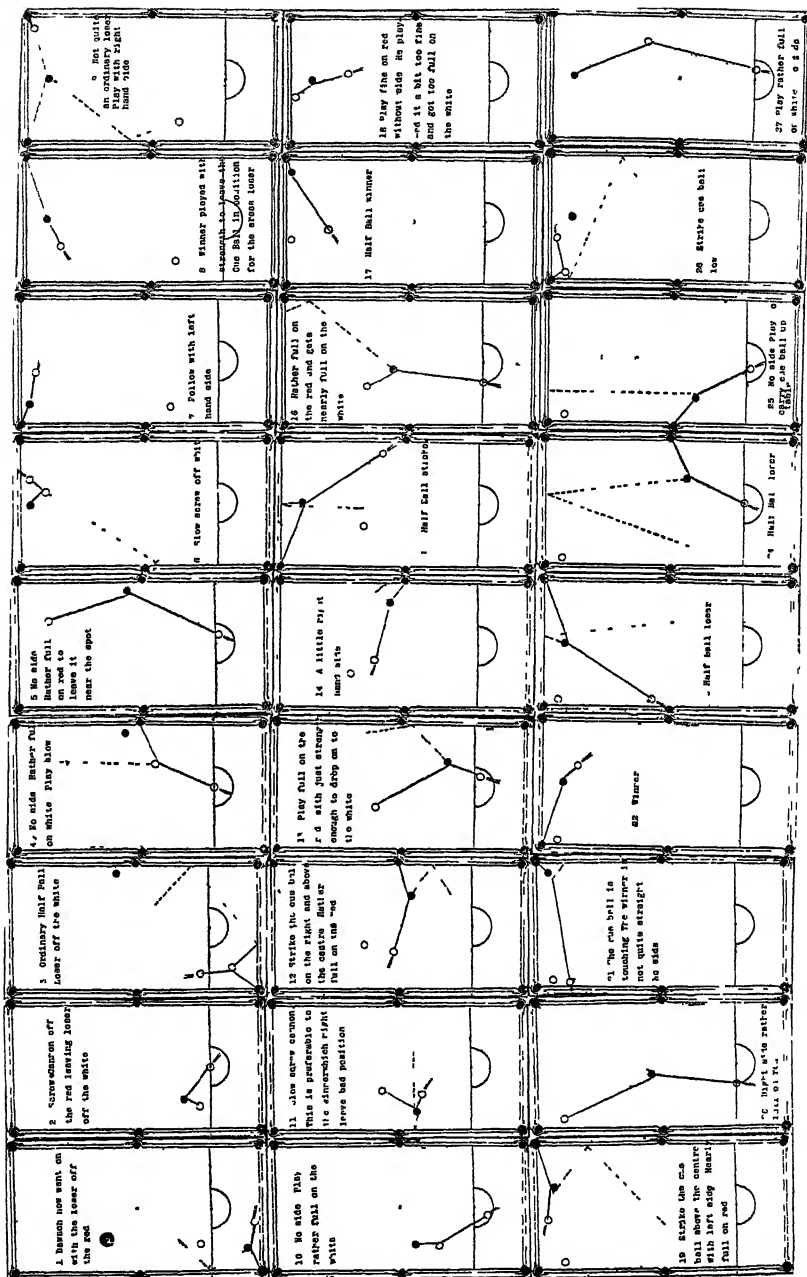 with the loser off
the red
2
the red leaving loser
off the white
3 Ordinary Half Ball
Loser off the white
4. No side Rather full
on white Play slow
5 No side
Rather full
on red to
leave it
near the spot
6 Slow screw off white
7 Follow with left
hand side
8 Winner played with
strength to leave the
Cue Ball in position
for the cross loser
Not quite
an ordinary loser
Play with right
hand side
10 No side Play
rather full on the
white
11 Slow screw cannon.
This is preferable to
the winner which might
leave bad position
12 Strike the cue ball
on the right and above
the centre Rather
full on the red
13 Play full on the
red with just strength
enough to drop on to
the white
14 A little right
hand side
Half ball
16 Rather full on
the red and gets
nearly full on the
white
17 Half Ball winner
18 Play fine on red
without side He play
-ed it a bit too fine
and got too full on
the white
19 Strike the cue
ball above the centre
with left side Nearly
full on red
Right side rather
The cue ball is
touching The winner is
not quite straight
No side
22 Winner
Half ball loser
Half Ball loser
25 No side Play to
carry cue ball up
table
26 Strike cue ball
low
27 Play rather full
on white